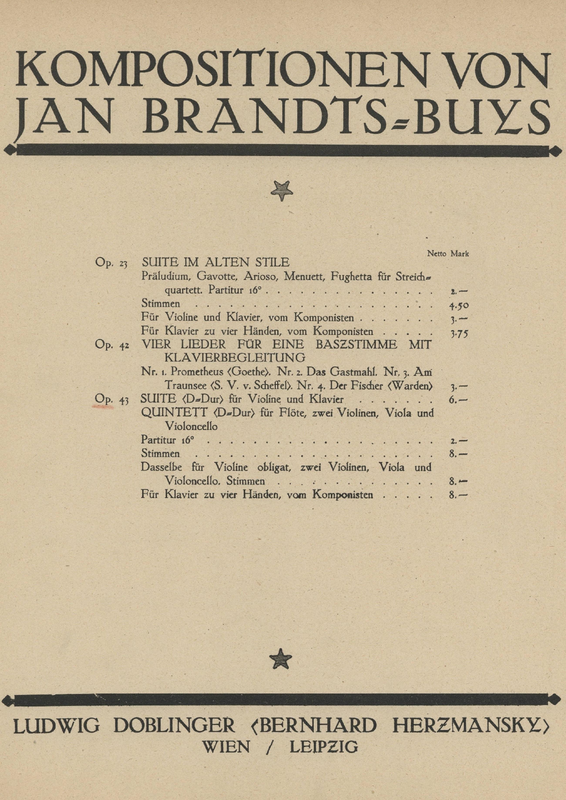 KOMPOSITIONEN VON
JAN BRANDTS=BUYS
Netto Mark
Op. 23 SUITE IM ALTEN STILE
Präludium, Gavotte, Arioso, Menuett, Fughetta für Streich=
quartett. Partitur 16° . . . . . . . . . . . . . 2.—
Stimmen . . . . . . . . . . . . . . . . . 4.50
Für Violine und Klavier, vom Komponisten . . . . . . 3.—
Für Klavier zu vier Händen, vom Komponisten . . . . . 3.75
Op. 42 VIER LIEDER FÜR EINE BASZSTIMME MIT
KLAVIERBEGLEITUNG
Nr. 1. Prometheus (Goethe). Nr. 2. Das Gastmahl. Nr. 3. Am
Traunsee (S. V. v. Scheffel). Nr. 4. Der Fischer (Warden) 3.—
Op. 43 SUITE (D=Dur) für Violine und Klavier . . . . . . . 6.—
QUINTETT (D=Dur) für Flöte, zwei Violinen, Viola und
Violoncello
Partitur 16° . . . . . . . . . . . . . . . . 2.—
Stimmen . . . . . . . . . . . . . . . . . 8.—
Dasselbe für Violine obligat, zwei Violinen, Viola und
Violoncello. Stimmen . . . . . . . . . . . . . 8.—
Für Klavier zu vier Händen, vom Komponisten . . . . . 8.—
LUDWIG DOBLINGER (BERNHARD HERZMANSKY)
WIEN / LEIPZIG